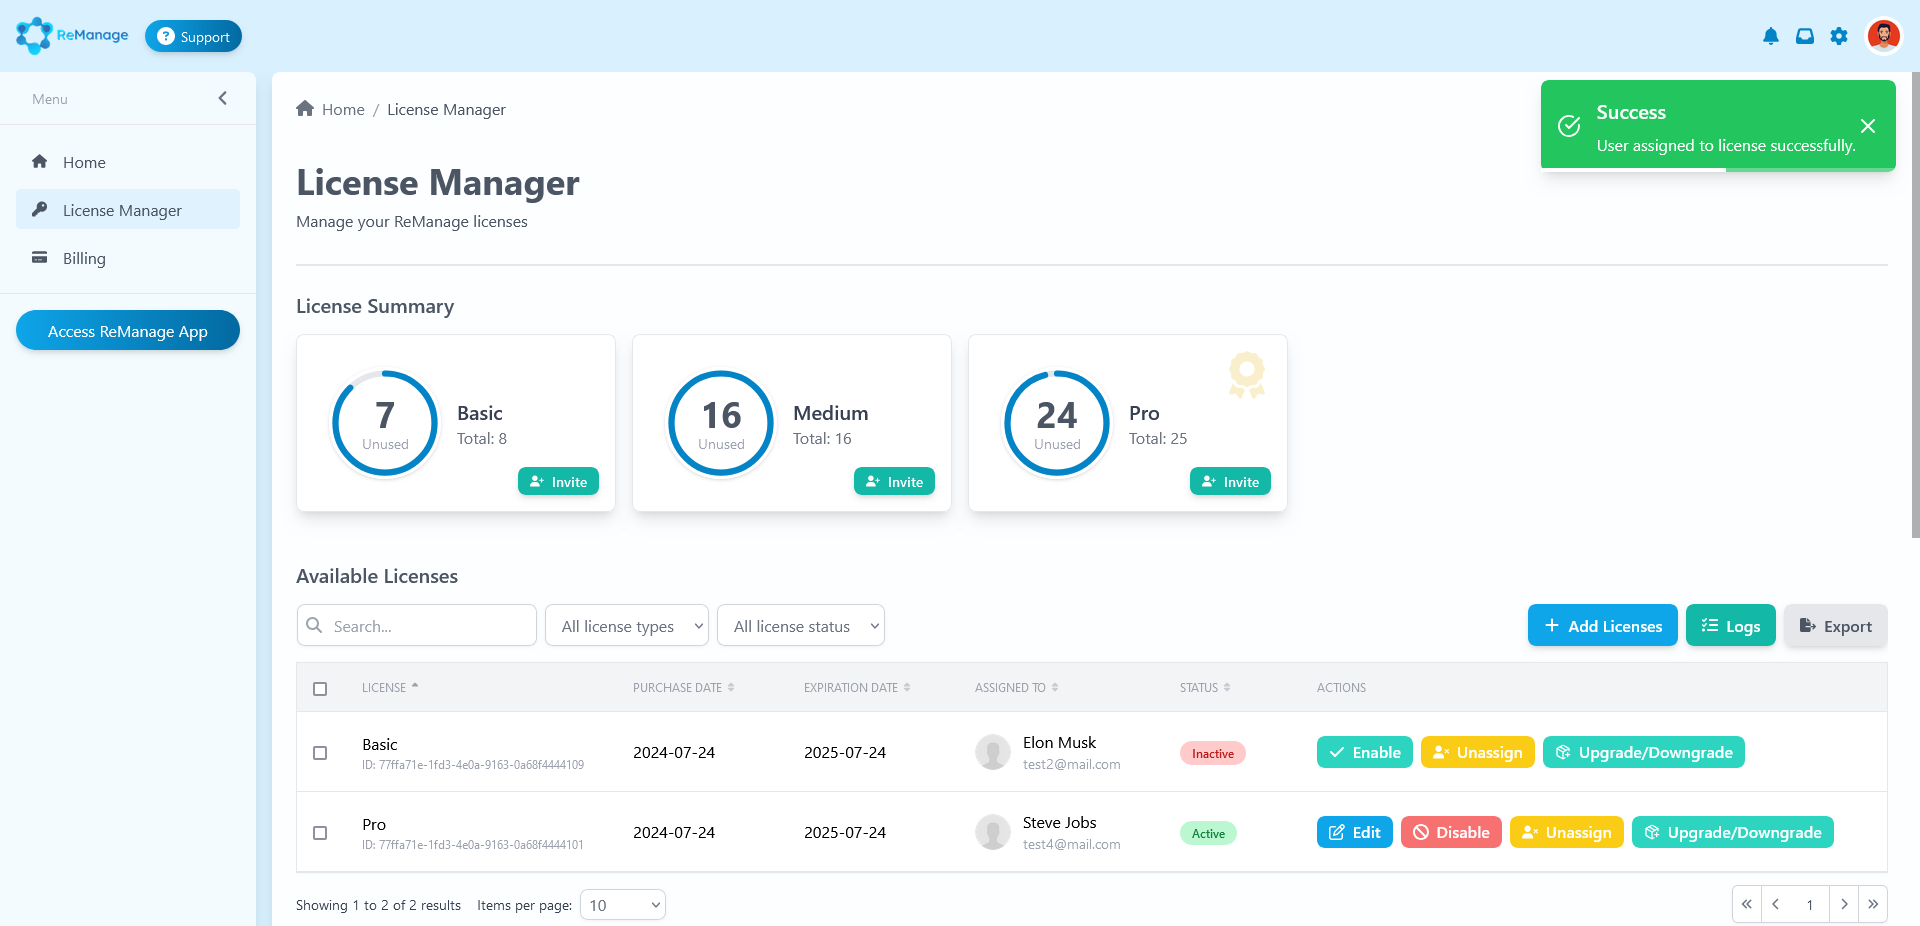 ReManage
? Support
Menu
Home
License Manager
Billing
Access ReManage App
Home / License Manager
Success
User assigned to license successfully.
License Manager
Manage your ReManage licenses
License Summary
7
Unused
Basic
Total: 8
Invite
16
Unused
Medium
Total: 16
Invite
24
Unused
Pro
Total: 25
Invite
Available Licenses
Search...
All license types
All license status
Add Licenses
Logs
Export
LICENSE PURCHASE DATE EXPIRATION DATE ASSIGNED TO STATUS ACTIONS
Basic
ID: 77ffa71e-1fd3-4e0a-9163-0a68f4444109
2024-07-24
2025-07-24
Elon Musk
test2@mail.com
Inactive
Enable
Unassign
Upgrade/Downgrade
Pro
ID: 77ffa71e-1fd3-4e0a-9163-0a68f4444101
2024-07-24
2025-07-24
Steve Jobs
test4@mail.com
Active
Edit
Disable
Unassign
Upgrade/Downgrade
Showing 1 to 2 of 2 results Items per page: 10
« ‹ 1 › »